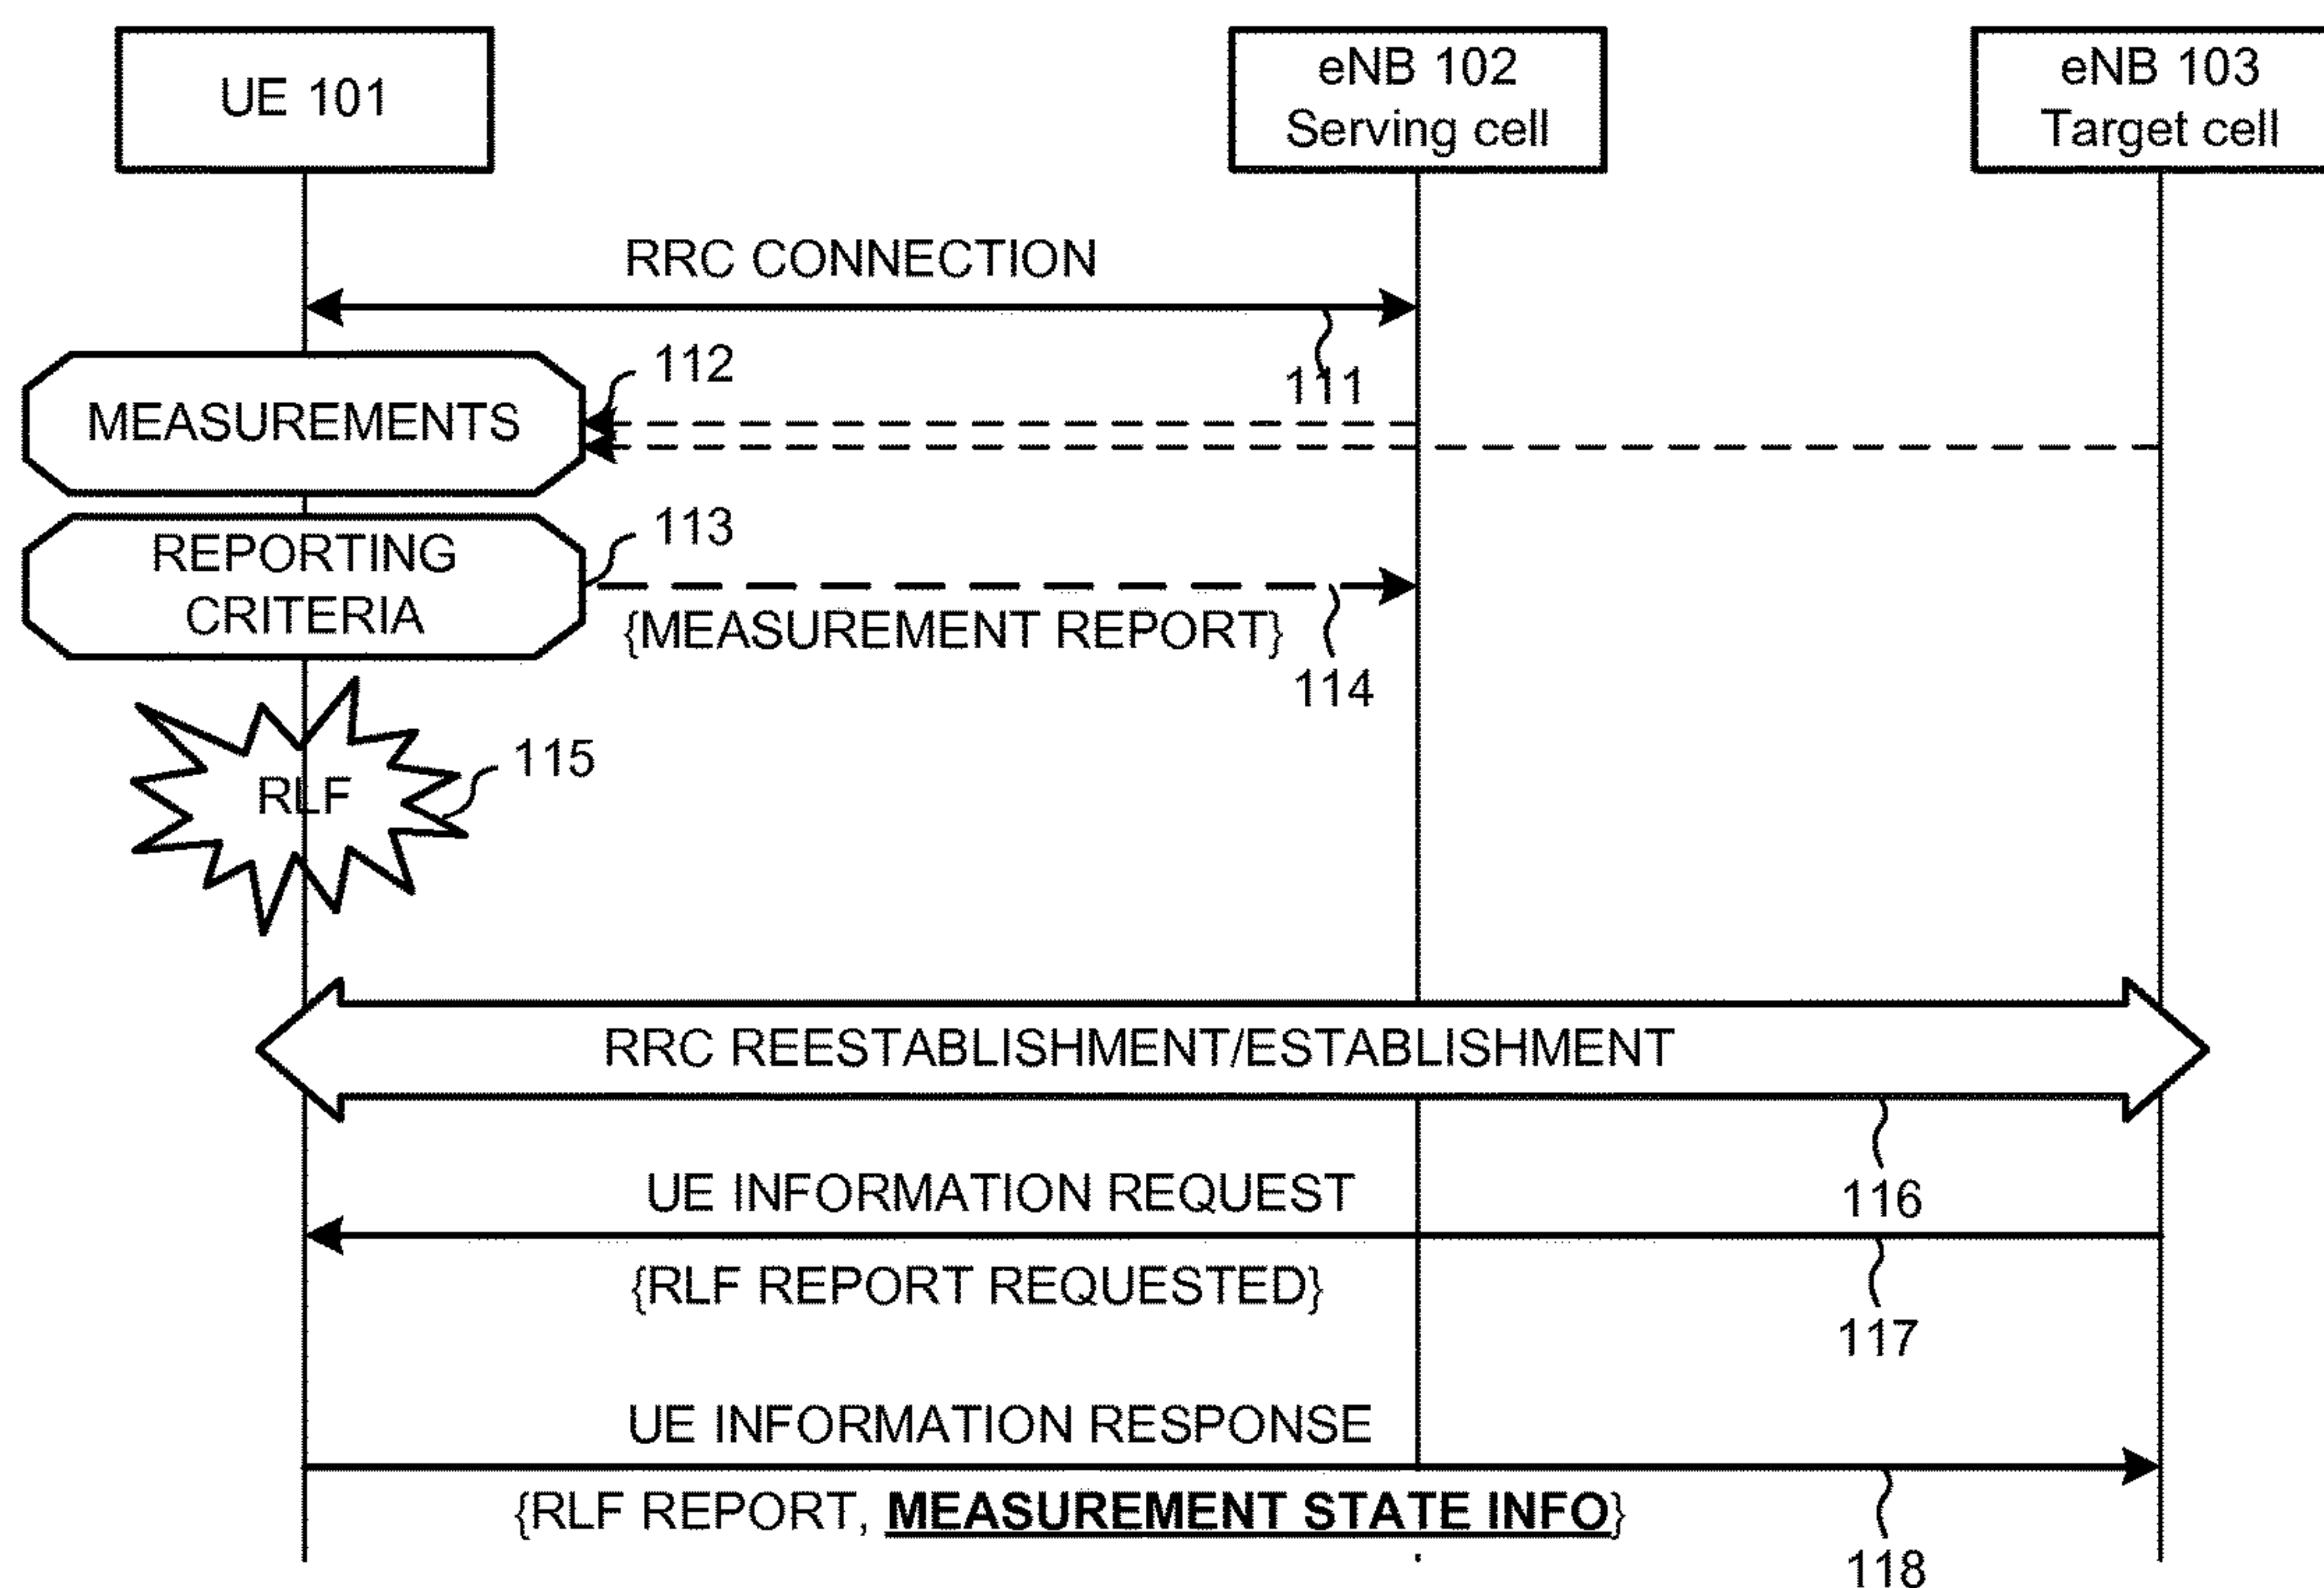 UE 101
eNB 102
Serving cell
eNB 103
Target cell
RRC CONNECTION
111
112
MEASUREMENTS
113
REPORTING
CRITERIA
{MEASUREMENT REPORT}
114
RLF
115
RRC REESTABLISHMENT/ESTABLISHMENT
116
UE INFORMATION REQUEST
{RLF REPORT REQUESTED}
117
UE INFORMATION RESPONSE
{RLF REPORT, MEASUREMENT STATE INFO}
118